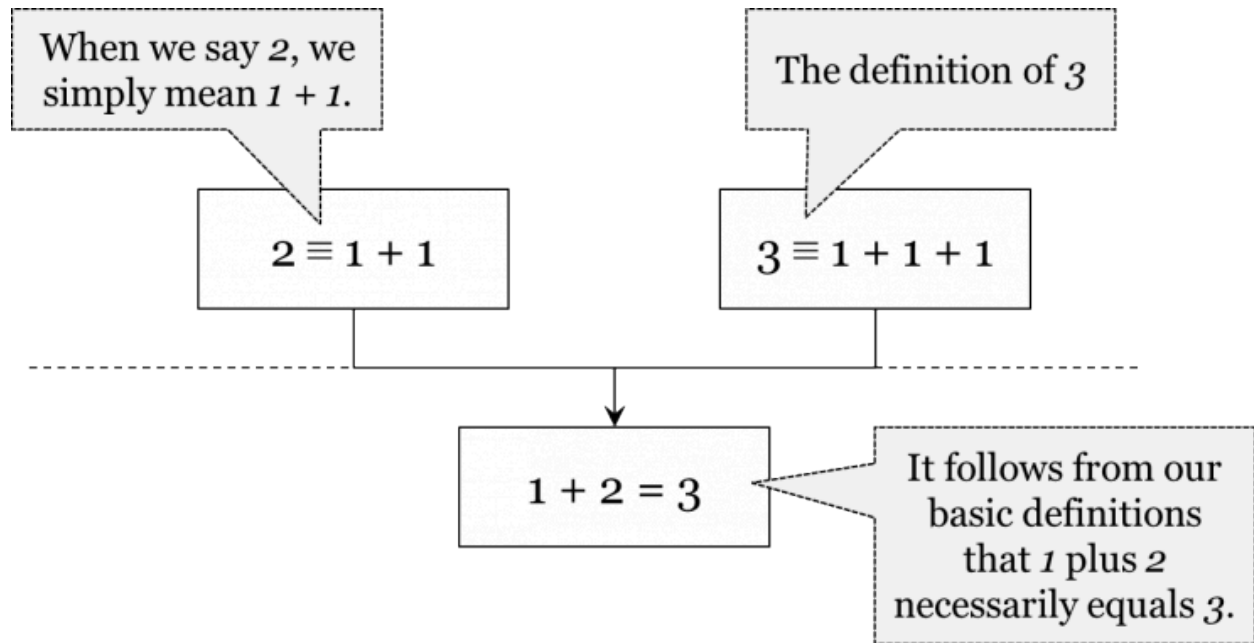 When we say 2, we
simply mean 1 + 1.
The definition of 3
2 ≡ 1 + 1
3 ≡ 1 + 1 + 1
1 + 2 = 3
It follows from our
basic definitions
that 1 plus 2
necessarily equals 3.